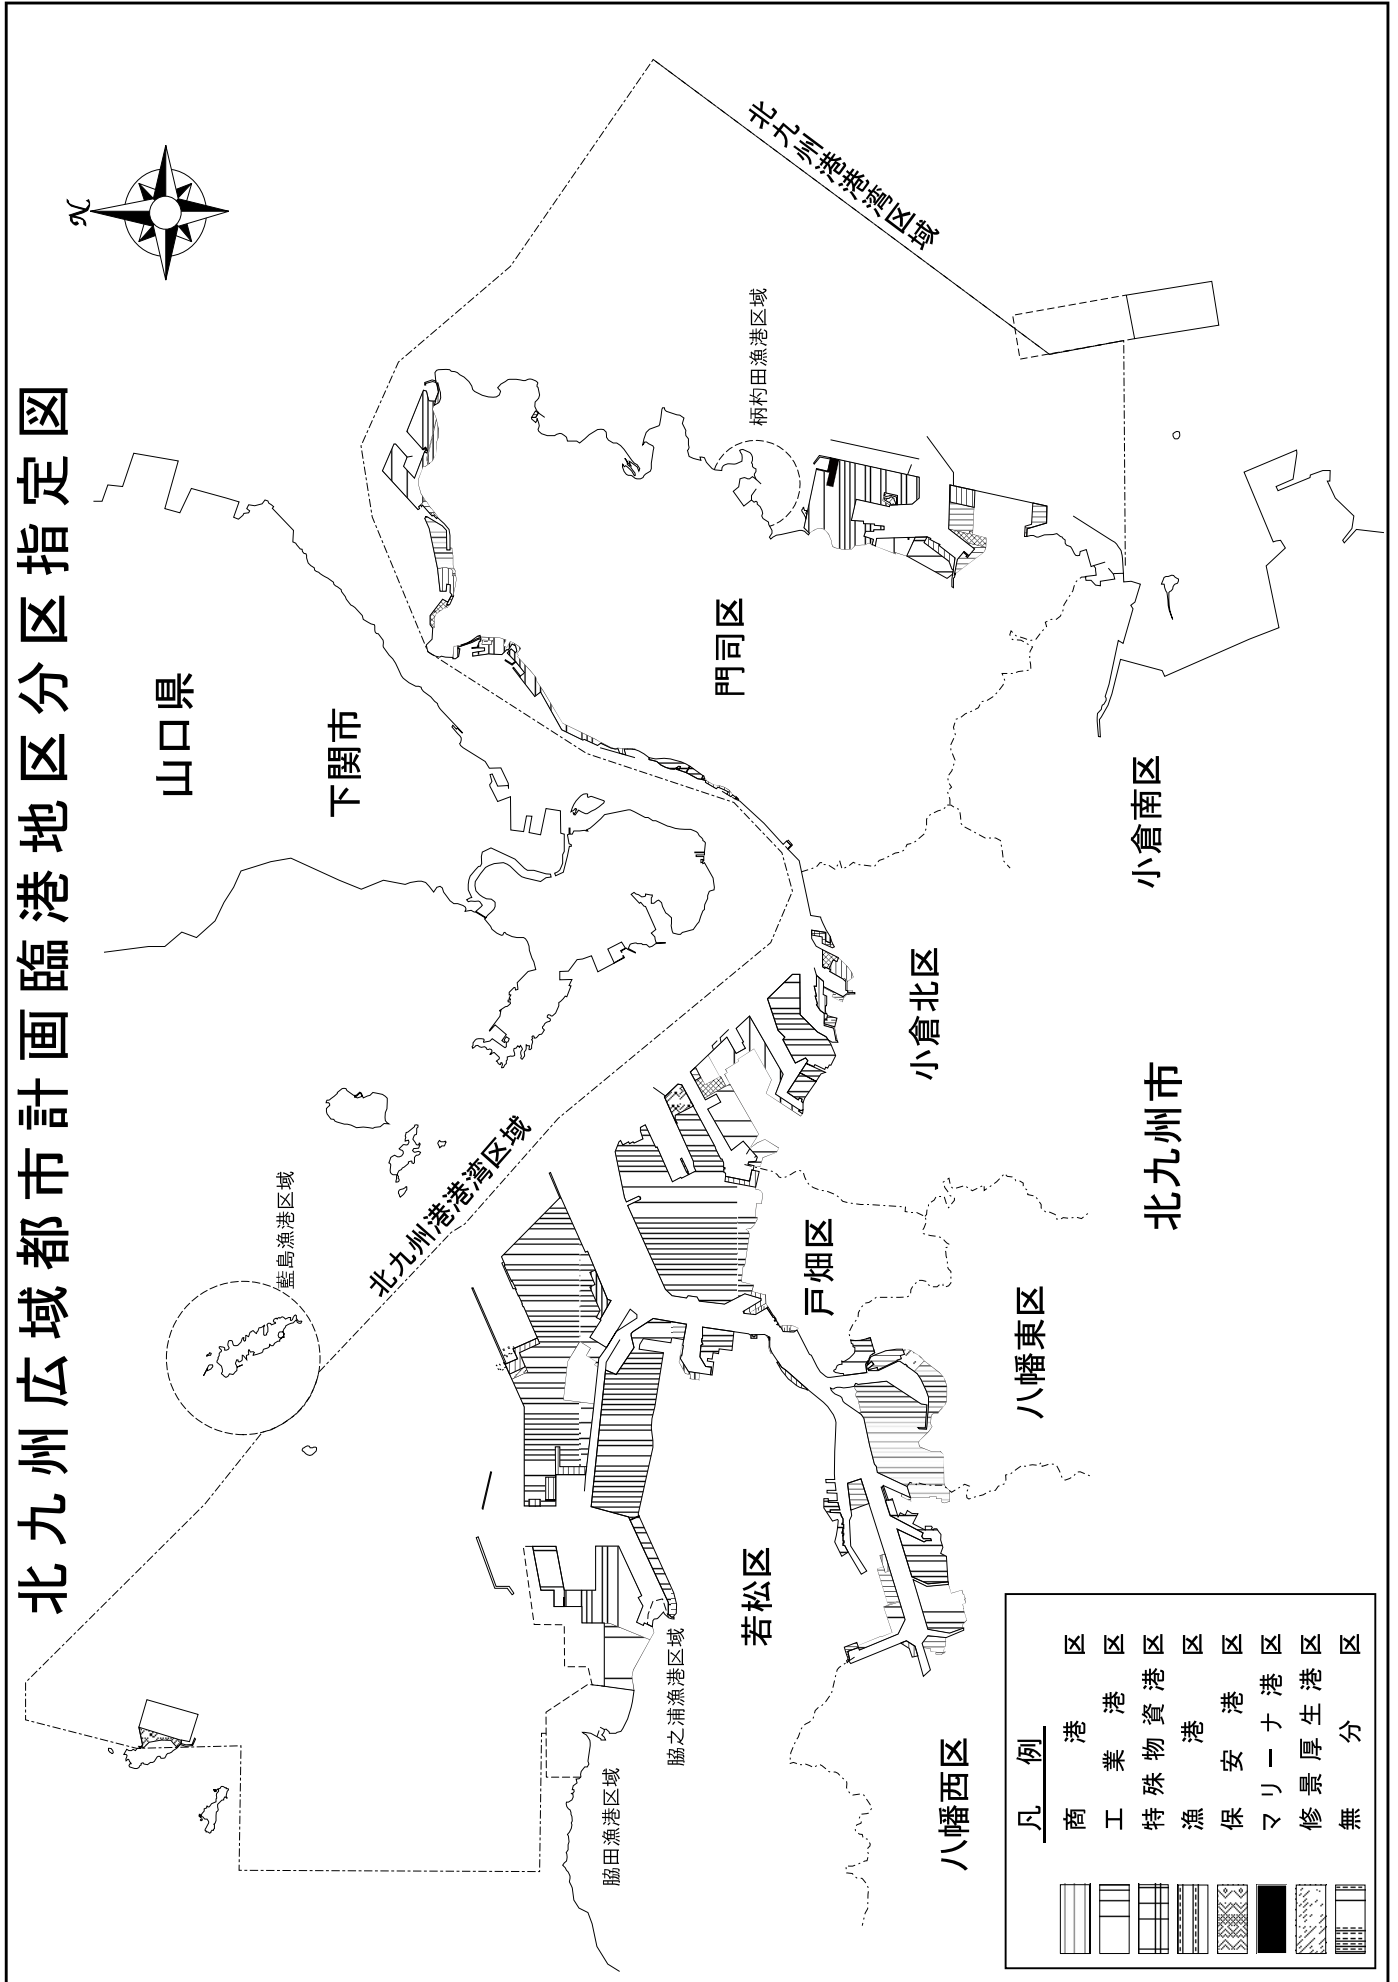 北九州広域都市計画臨港地区分区指定図
N
山口県
下関市
北九州港港湾区域
柄杓田漁港区域
門司区
小倉南区
藍島漁港区域
北九州港港湾区域
小倉北区
戸畑区
北九州市
八幡東区
若松区
脇之浦漁港区域
脇田漁港区域
八幡西区
凡例
商港区
工業港区
特殊物資港区
漁港区
保安港区
マリーナ港区
修景厚生港区
無分区